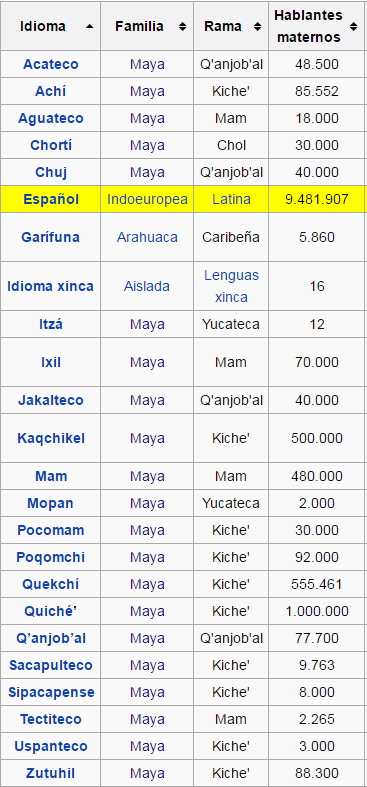 Idioma Familia Rama Hablantes maternos
Acateco Maya Q'anjob'al 48.500
Achí Maya Kiche' 85.552
Aguateco Maya Mam 18.000
Chortí Maya Chol 30.000
Chuj Maya Q'anjob'al 40.000
Español Indoeuropea Latina 9.481.907
Garífuna Arahuaca Caribeña 5.860
Idioma xinca Aislada Lenguas xinca 16
Itzá Maya Yucateca 12
Ixil Maya Mam 70.000
Jakalteco Maya Q'anjob'al 40.000
Kaqchikel Maya Kiche' 500.000
Mam Maya Mam 480.000
Mopan Maya Yucateca 2.000
Pocomam Maya Kiche' 30.000
Poqomchi Maya Kiche' 92.000
Quekchí Maya Kiche' 555.461
Quiché’ Maya Kiche' 1.000.000
Q’anjob’al Maya Q'anjob'al 77.700
Sacapulteco Maya Kiche' 9.763
Sipacapense Maya Kiche' 8.000
Tectiteco Maya Mam 2.265
Uspanteco Maya Kiche' 3.000
Zutuhil Maya Kiche' 88.300